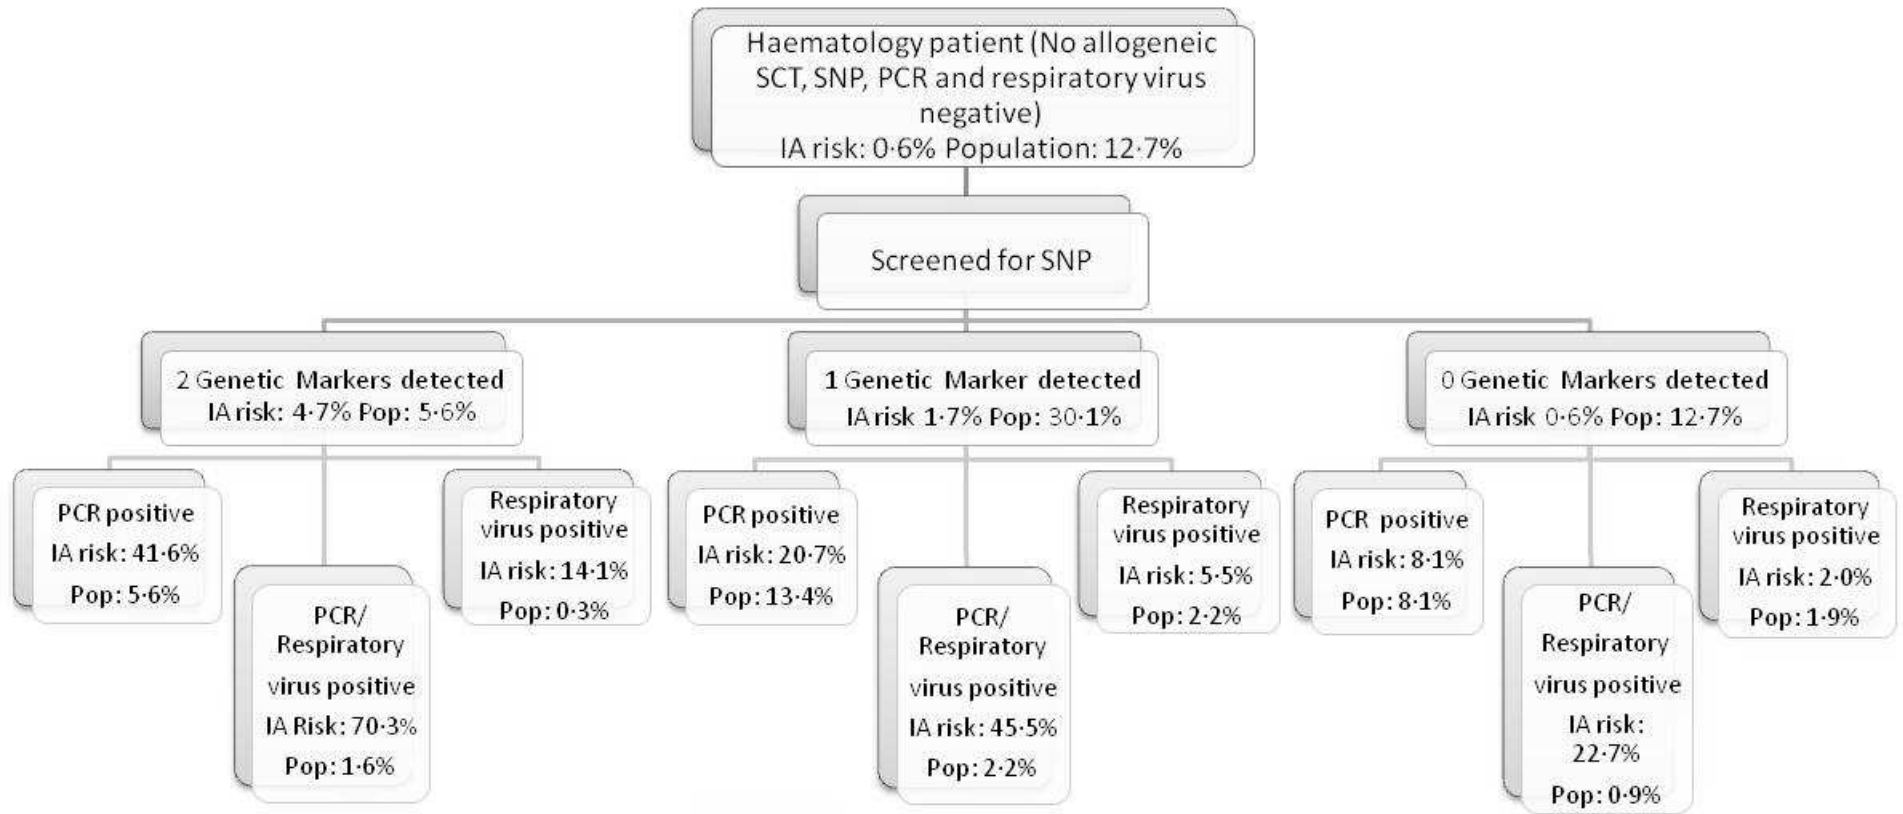 Haematology patient (No allogeneic
SCT, SNP, PCR and respiratory virus
negative)
IA risk: 0·6% Population: 12·7%
Screened for SNP
2 Genetic Markers detected
IA risk: 4·7% Pop: 5·6%
1 Genetic Marker detected
IA risk 1·7% Pop: 30·1%
0 Genetic Markers detected
IA risk 0·6% Pop: 12·7%
PCR positive
IA risk: 41·6%
Pop: 5·6%
PCR/
Respiratory
virus positive
IA Risk: 70·3%
Pop: 1·6%
Respiratory
virus positive
IA risk: 14·1%
Pop: 0·3%
PCR positive
IA risk: 20·7%
Pop: 13·4%
PCR/
Respiratory
virus positive
IA risk: 45·5%
Pop: 2·2%
Respiratory
virus positive
IA risk: 5·5%
Pop: 2·2%
PCR positive
IA risk: 8·1%
Pop: 8·1%
PCR/
Respiratory
virus positive
IA risk:
22·7%
Pop: 0·9%
Respiratory
virus positive
IA risk: 2·0%
Pop: 1·9%